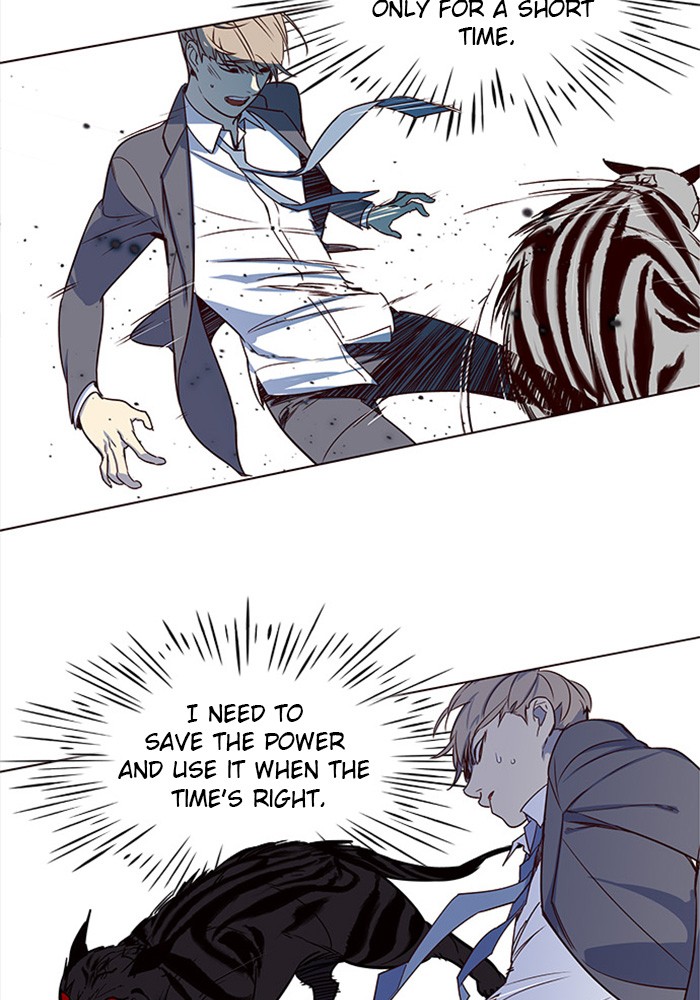 ONLY FOR A SHORT
TIME.
I NEED TO
SAVE THE POWER
AND USE IT WHEN THE
TIME'S RIGHT.